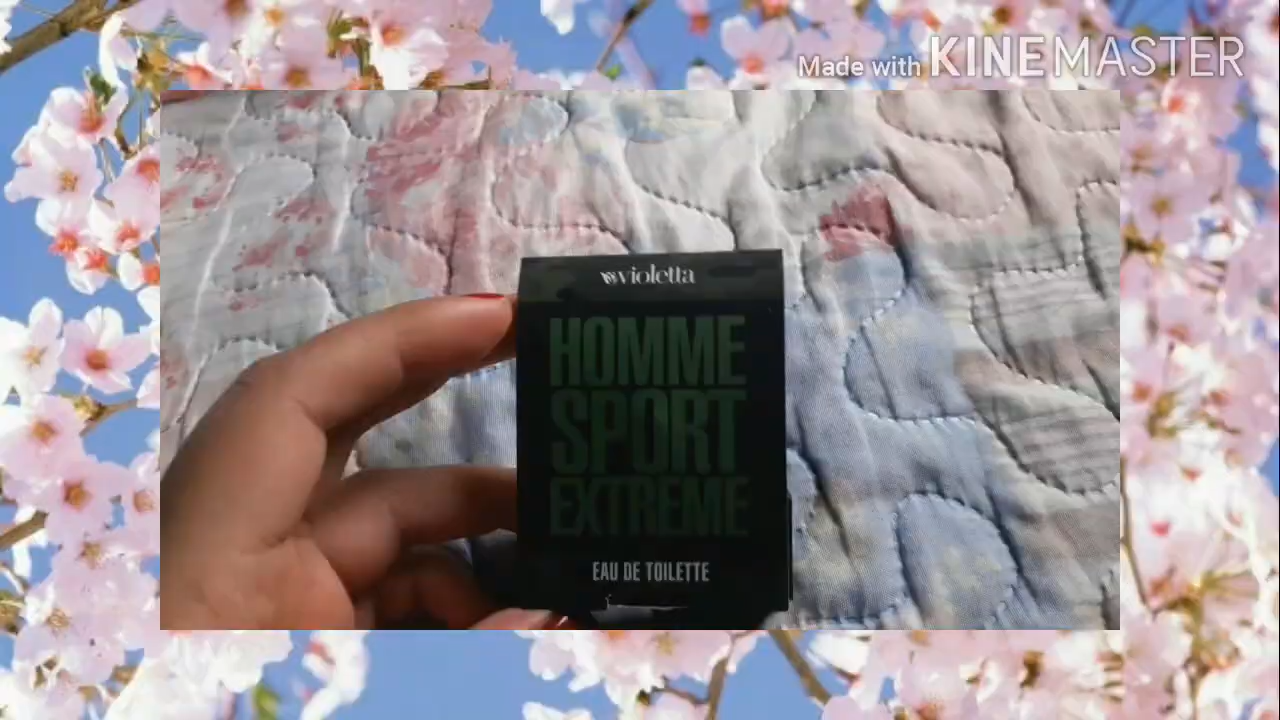 Made with KINEMASTER
violetta
HOMME
SPORT
EXTREME
EAU DE TOILETTE